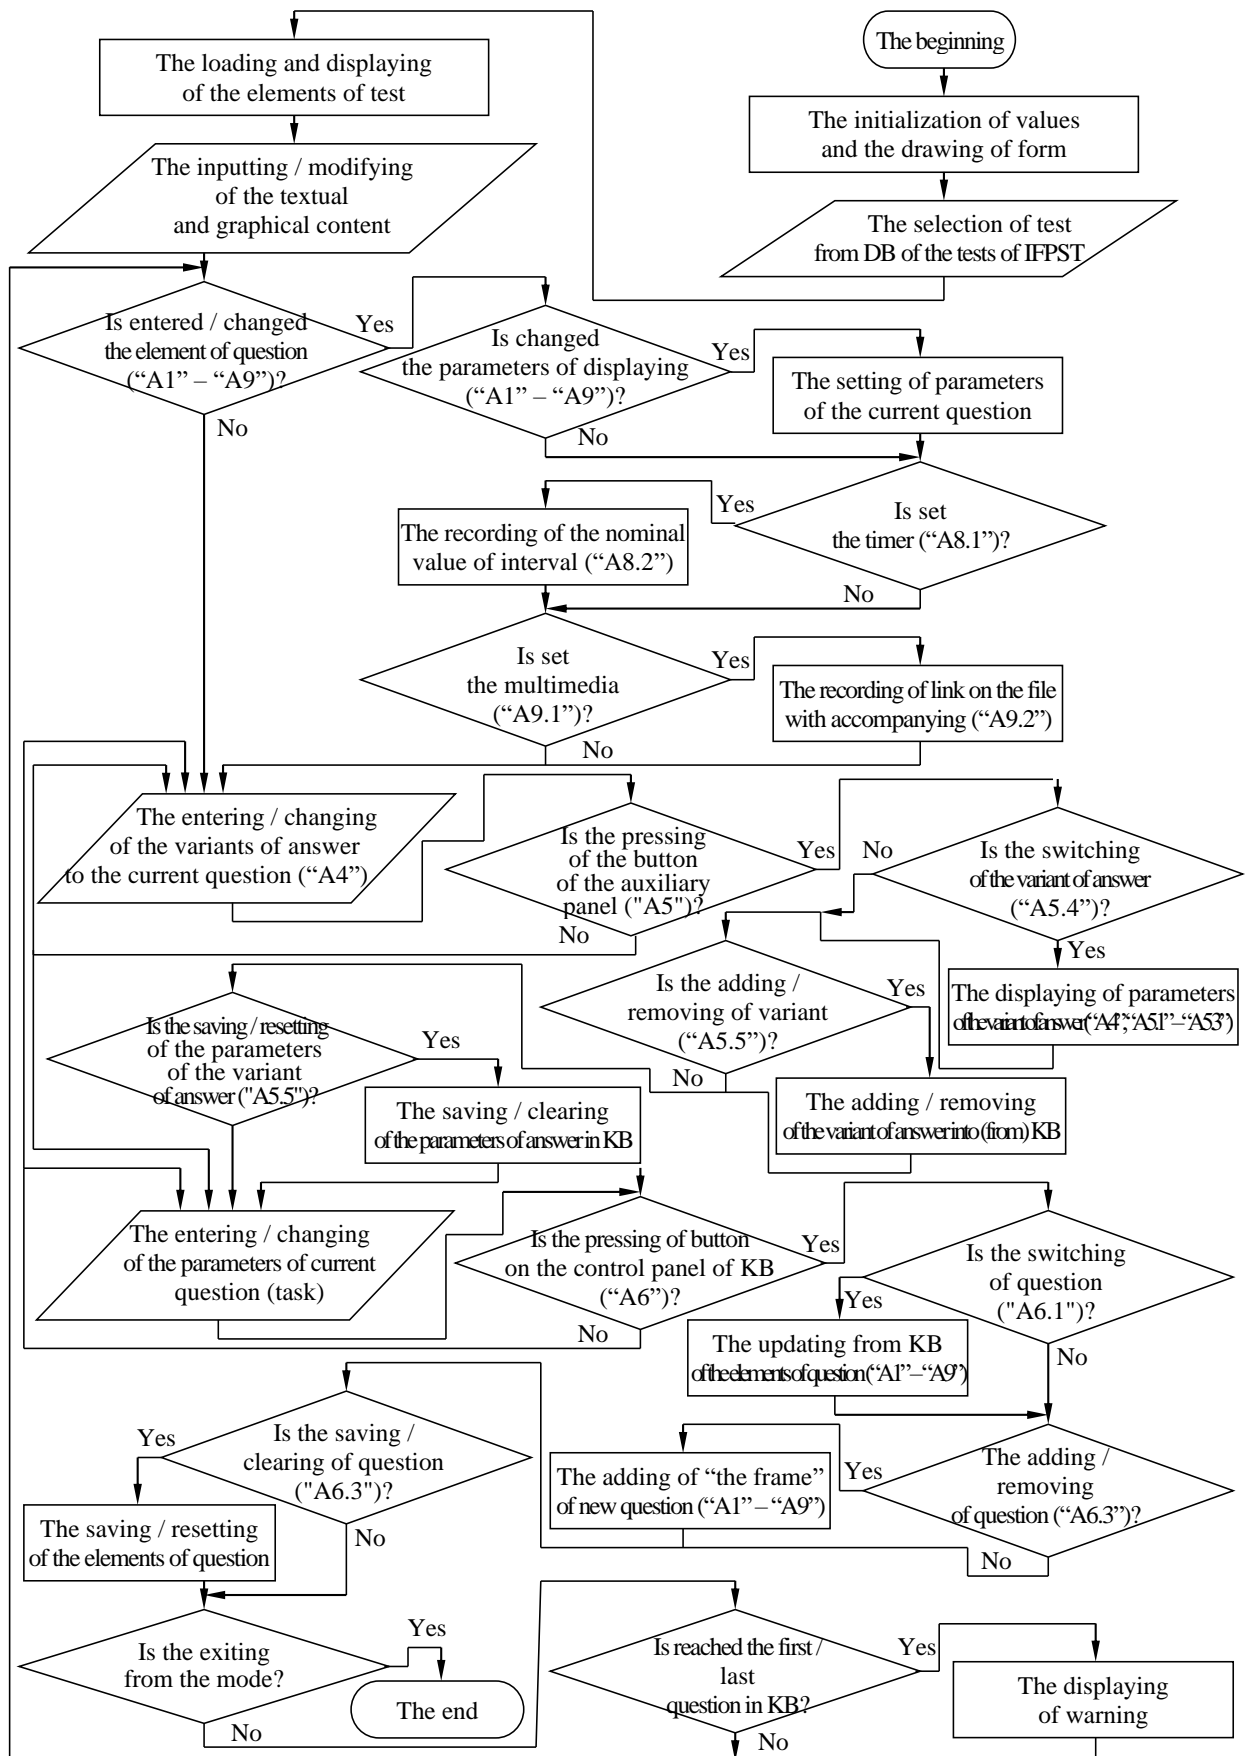 The beginning
The initialization of values
and the drawing of form
The selection of test
from DB of the tests of IFPST
The loading and displaying
of the elements of test
The inputting / modifying
of the textual
and graphical content
Is entered / changed
the element of question
(“A1” – “A9”)?
Yes
No
Is changed
the parameters of displaying
(“A1” – “A9”)?
Yes
No
The setting of parameters
of the current question
Is set
the timer (“A8.1”)?
Yes
No
The recording of the nominal
value of interval (“A8.2”)
Is set
the multimedia
(“A9.1”)?
Yes
No
The recording of link on the file
with accompanying (“A9.2”)
The entering / changing
of the variants of answer
to the current question (“A4”)
Is the pressing
of the button
of the auxiliary
panel ("A5")?
Yes
No
Is the switching
of the variant of answer
(“A5.4”)?
No
Yes
The displaying of parameters
of the variant of answer (“A4”, “A5.1” – “A5.3”)
Is the adding /
removing of variant
(“A5.5”)?
Yes
No
The adding / removing
of the variant of answer into (from) KB
Is the saving / resetting
of the parameters
of the variant
of answer ("A5.5")?
Yes
The saving / clearing
of the parameters of answer in KB
The entering / changing
of the parameters of current
question (task)
Is the pressing of button
on the control panel of KB
(“A6”)?
Yes
No
Is the switching
of question
("A6.1")?
Yes
No
The updating from KB
of the elements of question (“A1” – “A9”)
The adding /
removing
of question (“A6.3”)?
Yes
No
The adding of “the frame”
of new question (“A1” – “A9”)
Is the saving /
clearing of question
("A6.3")?
Yes
No
The saving / resetting
of the elements of question
Is the exiting
from the mode?
Yes
No
The end
Is reached the first /
last
question in KB?
Yes
No
The displaying
of warning